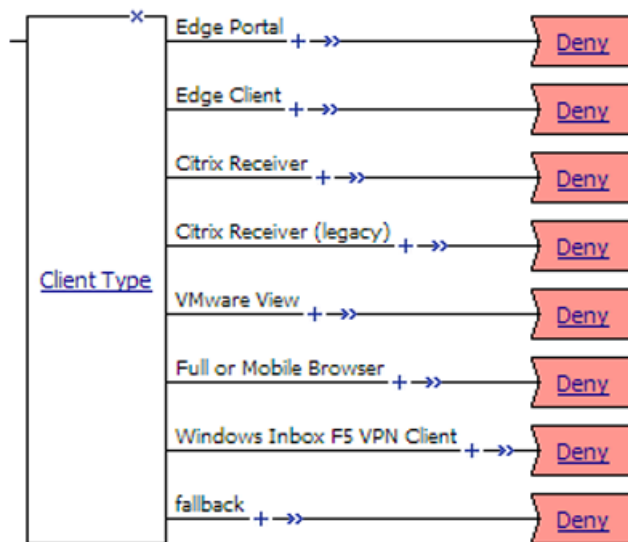 Edge Portal
Deny
Edge Client
Deny
Citrix Receiver
Deny
Citrix Receiver (legacy)
Deny
Client Type
VMware View
Deny
Full or Mobile Browser
Deny
Windows Inbox F5 VPN Client
Deny
fallback
Deny